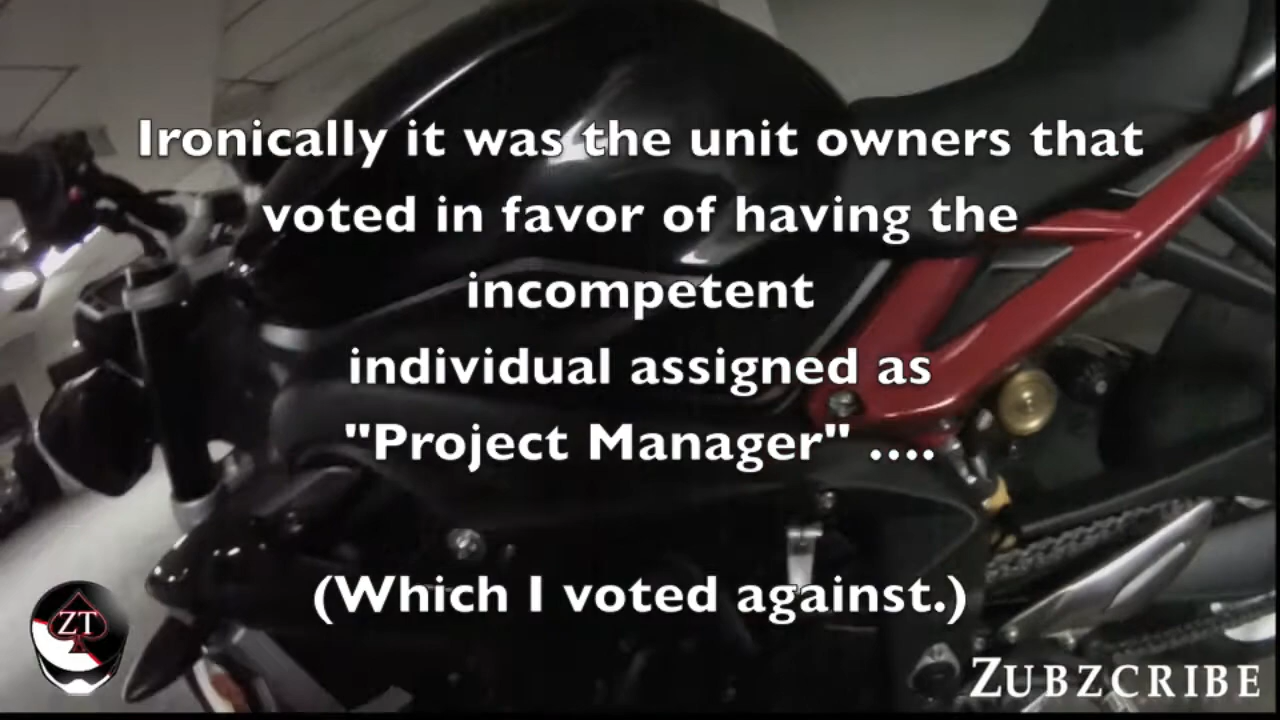 Ironically it was the unit owners that
voted in favor of having the
incompetent
individual assigned as
"Project Manager" ....
(Which I voted against.)
ZT
ZUBZCRIBE